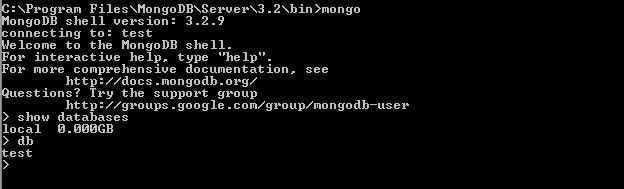 C:\Program Files\MongoDB\Server\3.2\bin>mongo
MongoDB shell version: 3.2.9
connecting to: test
Welcome to the MongoDB shell.
For interactive help, type "help".
For more comprehensive documentation, see
http://docs.mongodb.org/
Questions? Try the support group
http://groups.google.com/group/mongodb-user
> show databases
local  0.000GB
> db
test
>